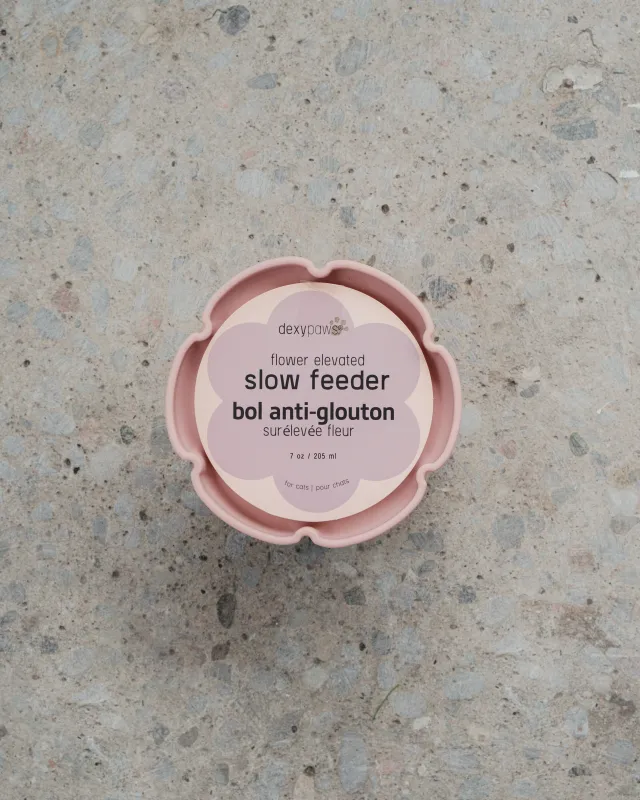 dexypaws
flower elevated
slow feeder
bol anti-glouton
surélevée fleur
7 oz / 205 ml
for cats | pour chats